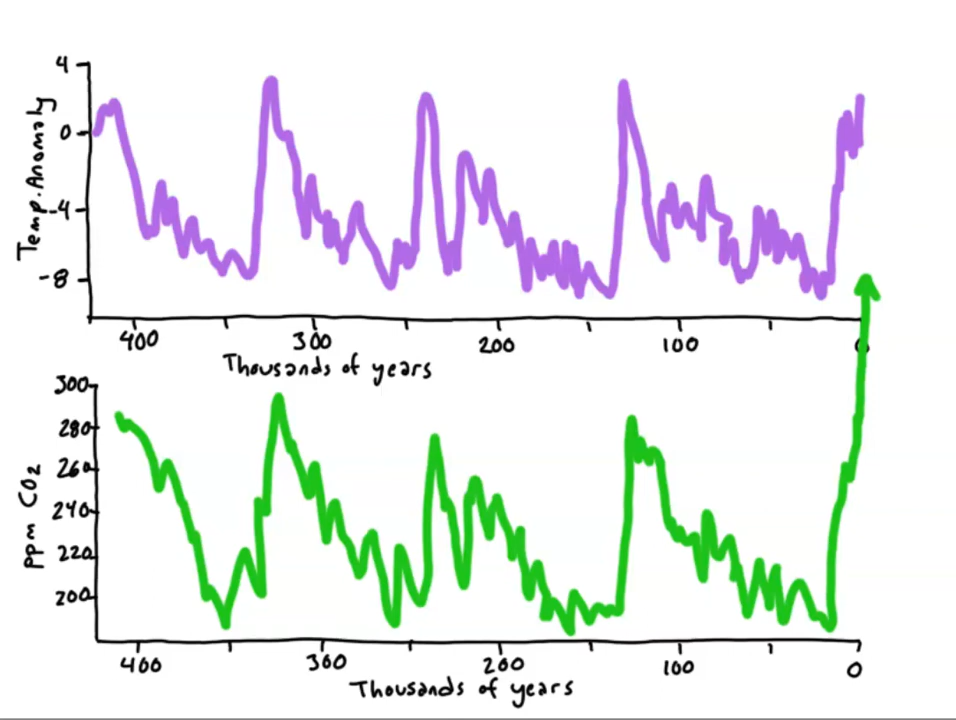 4
0
-4
-8
Temp. Anomaly
400 300 200 100 0
Thousands of years
300
280
260
240
220
200
ppm CO2
400 300 200 100 0
Thousands of years